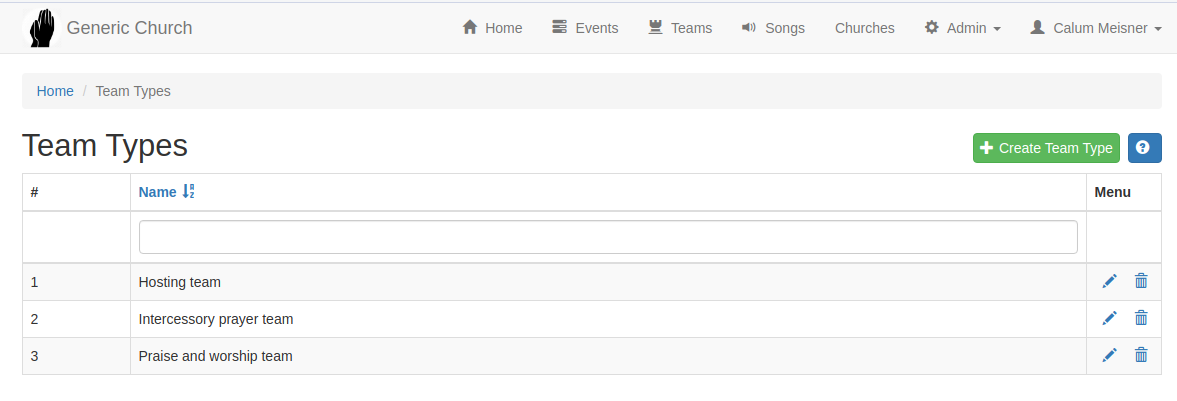 Generic Church Home Events Teams Songs Churches Admin Calum Meisner
Home / Team Types
Team Types Create Team Type
# Name Menu
1 Hosting team
2 Intercessory prayer team
3 Praise and worship team